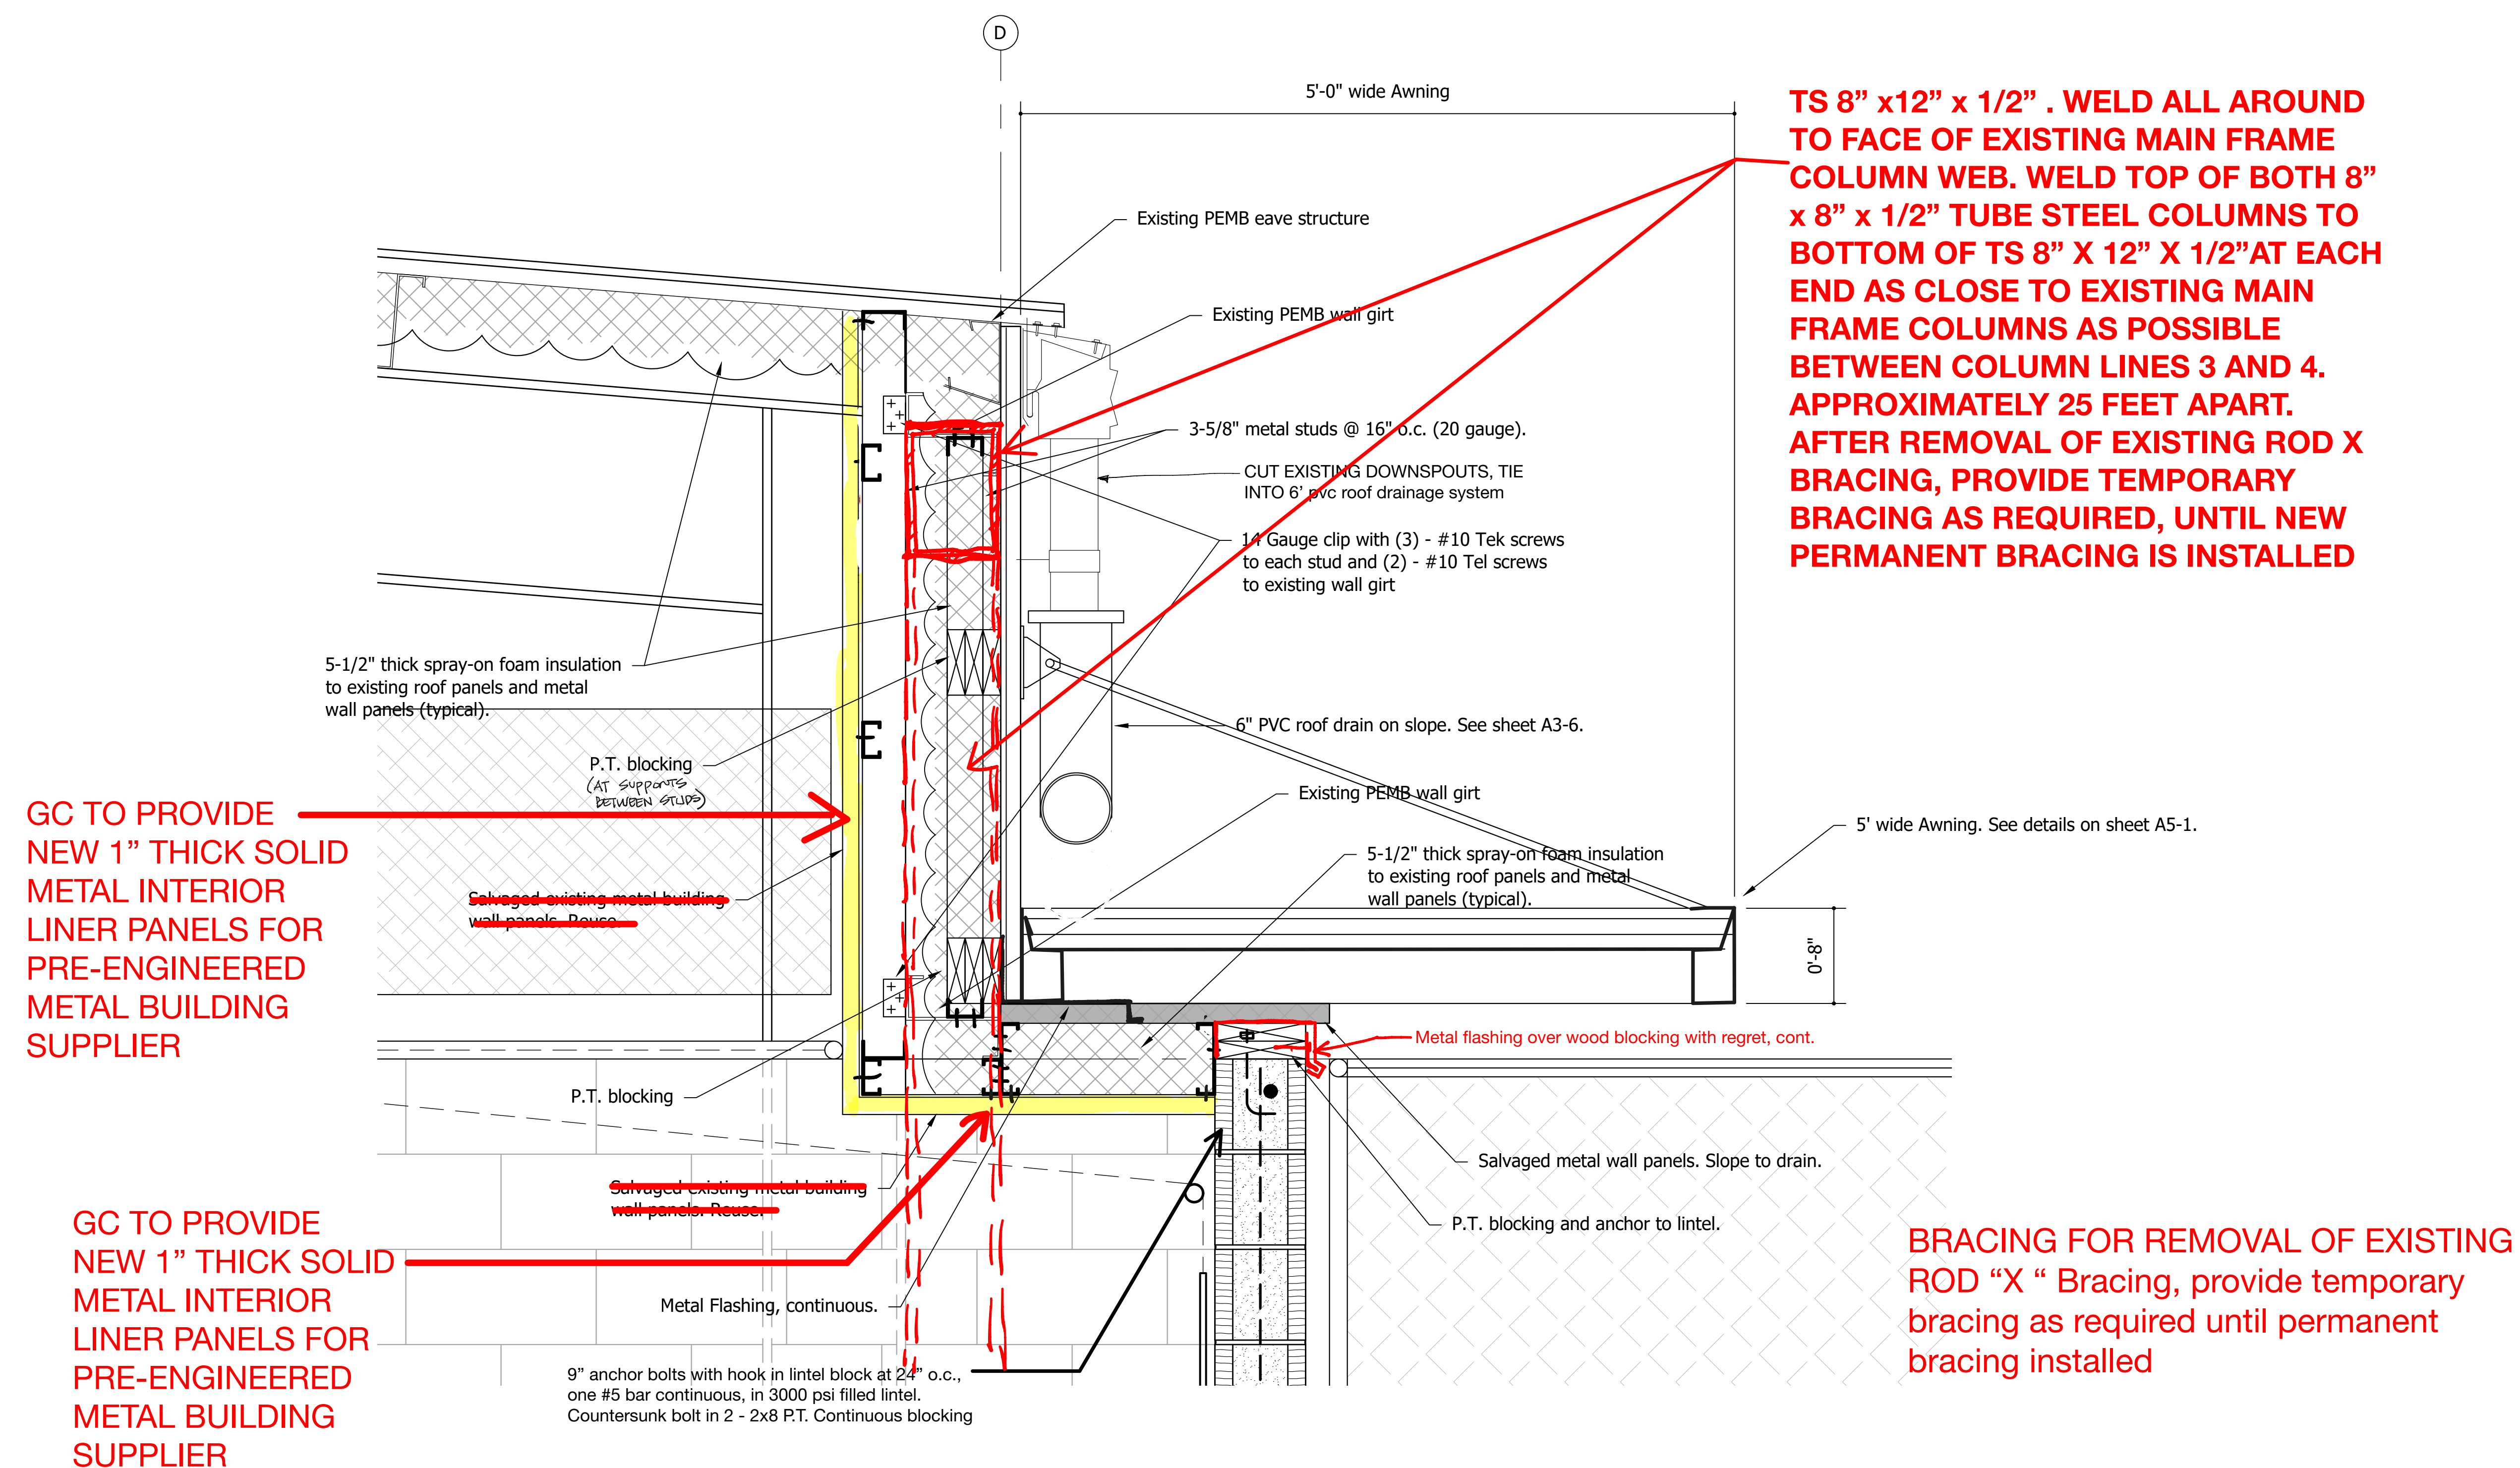 D
5'-0" wide Awning
TS 8” x12” x 1/2” . WELD ALL AROUND
TO FACE OF EXISTING MAIN FRAME
COLUMN WEB. WELD TOP OF BOTH 8”
x 8” x 1/2” TUBE STEEL COLUMNS TO
BOTTOM OF TS 8” X 12” X 1/2”AT EACH
END AS CLOSE TO EXISTING MAIN
FRAME COLUMNS AS POSSIBLE
BETWEEN COLUMN LINES 3 AND 4.
APPROXIMATELY 25 FEET APART.
AFTER REMOVAL OF EXISTING ROD X
BRACING, PROVIDE TEMPORARY
BRACING AS REQUIRED, UNTIL NEW
PERMANENT BRACING IS INSTALLED
Existing PEMB eave structure
Existing PEMB wall girt
3-5/8" metal studs @ 16" o.c. (20 gauge).
CUT EXISTING DOWNSPOUTS, TIE
INTO 6’ pvc roof drainage system
14 Gauge clip with (3) - #10 Tek screws
to each stud and (2) - #10 Tel screws
to existing wall girt
5-1/2" thick spray-on foam insulation
to existing roof panels and metal
wall panels (typical).
6" PVC roof drain on slope. See sheet A3-6.
P.T. blocking
(AT SUPPORTS
BETWEEN STUDS)
Existing PEMB wall girt
GC TO PROVIDE
NEW 1” THICK SOLID
METAL INTERIOR
LINER PANELS FOR
PRE-ENGINEERED
METAL BUILDING
SUPPLIER
5' wide Awning. See details on sheet A5-1.
5-1/2" thick spray-on foam insulation
to existing roof panels and metal
wall panels (typical).
Salvaged existing metal building
wall panels. Reuse.
0'-8"
Metal flashing over wood blocking with regret, cont.
P.T. blocking
Salvaged metal wall panels. Slope to drain.
Salvaged existing metal building
wall panels. Reuse.
P.T. blocking and anchor to lintel.
GC TO PROVIDE
NEW 1” THICK SOLID
METAL INTERIOR
LINER PANELS FOR
PRE-ENGINEERED
METAL BUILDING
SUPPLIER
BRACING FOR REMOVAL OF EXISTING
ROD “X “ Bracing, provide temporary
bracing as required until permanent
bracing installed
Metal Flashing, continuous.
9” anchor bolts with hook in lintel block at 24” o.c.,
one #5 bar continuous, in 3000 psi filled lintel.
Countersunk bolt in 2 - 2x8 P.T. Continuous blocking